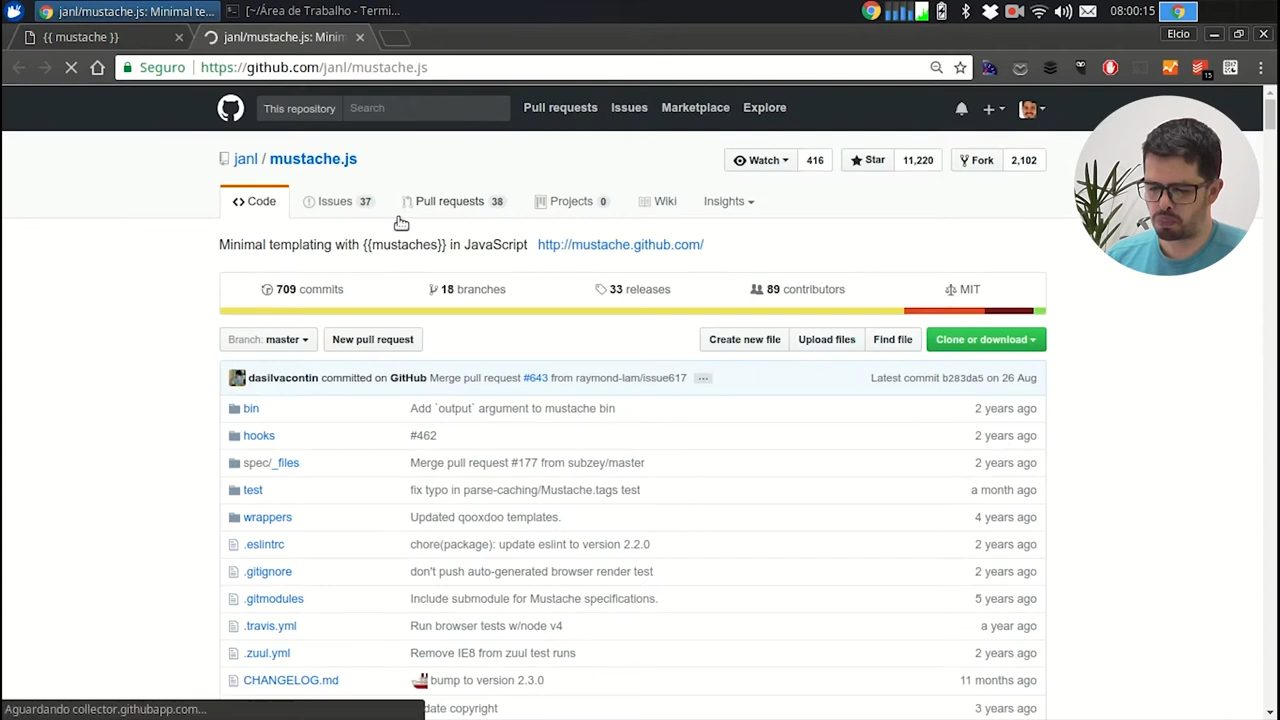 janl/mustache.js: Minimal te...
[~/Área de Trabalho - Termi...
08:00:15
{{ mustache }}
janl/mustache.js: Minim
Elcio
Seguro
https://github.com/janl/mustache.js
15
This repository
Search
Pull requests
Issues
Marketplace
Explore
janl / mustache.js
Watch
416
Star
11,220
Fork
2,102
Code
Issues 37
Pull requests 38
Projects 0
Wiki
Insights
Minimal templating with {{mustaches}} in JavaScript http://mustache.github.com/
709 commits
18 branches
33 releases
89 contributors
MIT
Branch: master
New pull request
Create new file
Upload files
Find file
Clone or download
dasilvacontin committed on GitHub Merge pull request #643 from raymond-lam/issue617 ...
Latest commit b283da5 on 26 Aug
bin Add `output` argument to mustache bin 2 years ago
hooks #462 2 years ago
spec/_files Merge pull request #177 from subzey/master 2 years ago
test fix typo in parse-caching/Mustache.tags test a month ago
wrappers Updated qooxdoo templates. 4 years ago
.eslintrc chore(package): update eslint to version 2.2.0 2 years ago
.gitignore don't push auto-generated browser render test 2 years ago
.gitmodules Include submodule for Mustache specifications. 5 years ago
.travis.yml Run browser tests w/node v4 a year ago
.zuul.yml Remove IE8 from zuul test runs 2 years ago
CHANGELOG.md bump to version 2.3.0 11 months ago
date copyright 3 years ago
Aguardando collector.githubapp.com...